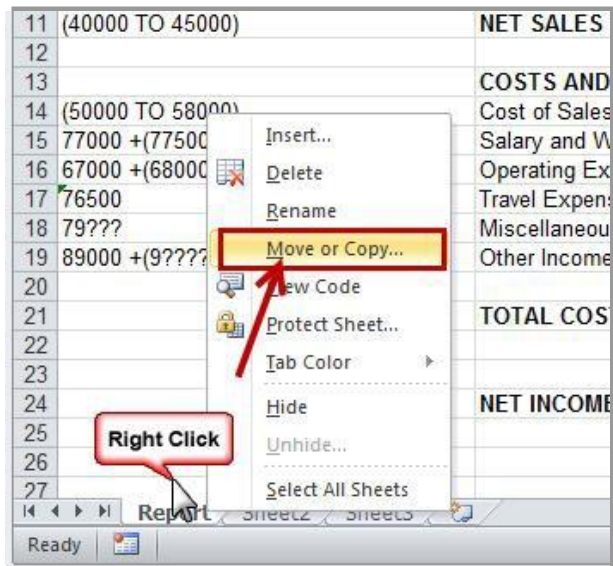 11 (40000 TO 45000) NET SALES
12
13 COSTS AND
14 (50000 TO 58000) Cost of Sales
15 77000 +(77500 Salary and W
16 67000 +(68000 Operating Ex
17 76500 Travel Expens
18 79??? Miscellaneou
19 89000 +(9???? Other Income
20
21 TOTAL COS
22
23
24 NET INCOME
25
26
27
Insert...
Delete
Rename
Move or Copy...
View Code
Protect Sheet...
Tab Color
Hide
Unhide...
Select All Sheets
Right Click
Report Sheet2 Sheet3
Ready